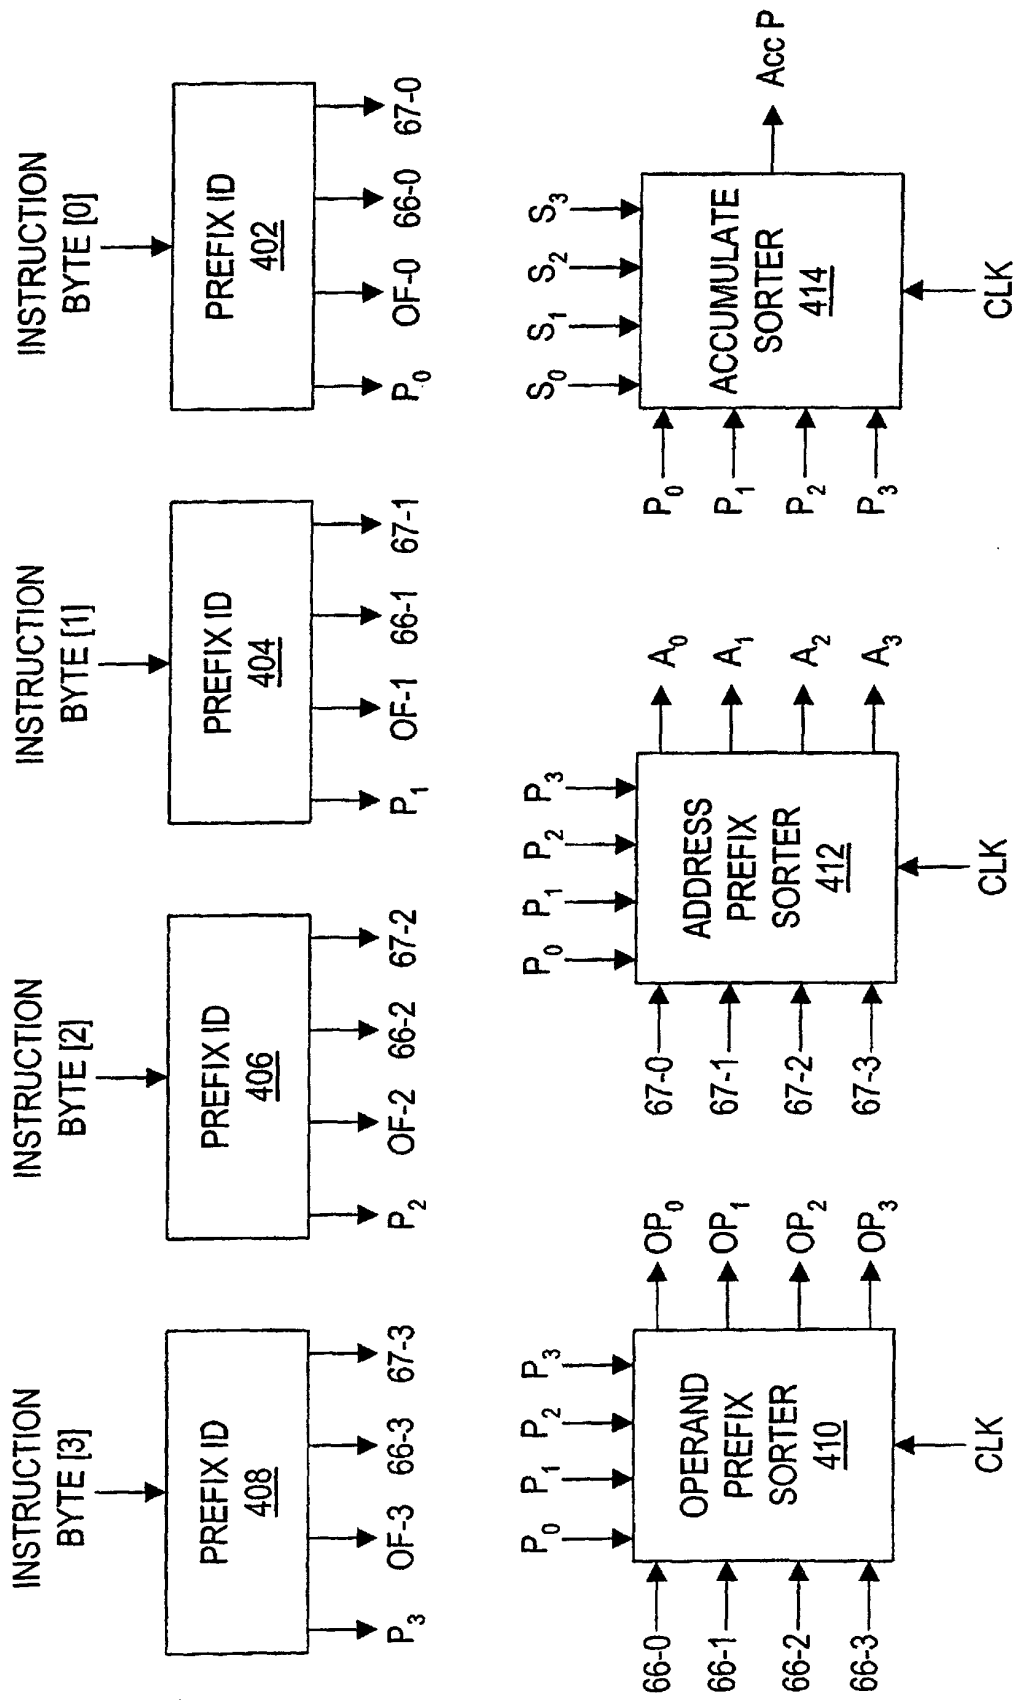 INSTRUCTION
BYTE [3]
PREFIX ID
408
P3
OF-3
66-3
67-3
INSTRUCTION
BYTE [2]
PREFIX ID
406
P2
OF-2
66-2
67-2
INSTRUCTION
BYTE [1]
PREFIX ID
404
P1
OF-1
66-1
67-1
INSTRUCTION
BYTE [0]
PREFIX ID
402
P0
OF-0
66-0
67-0
P0 P1 P2 P3
66-0
66-1
66-2
66-3
OPERAND
PREFIX
SORTER
410
OP0
OP1
OP2
OP3
CLK
P0 P1 P2 P3
67-0
67-1
67-2
67-3
ADDRESS
PREFIX
SORTER
412
A0
A1
A2
A3
CLK
S0 S1 S2 S3
P0
P1
P2
P3
ACCUMULATE
SORTER
414
Acc P
CLK